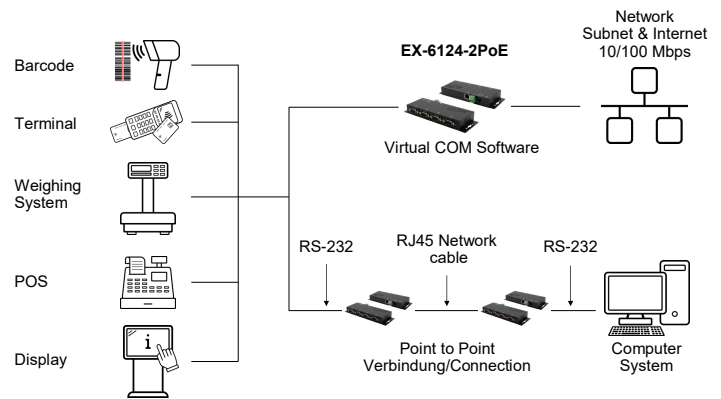 Barcode
Terminal
Weighing
System
POS
Display
EX-6124-2PoE
Virtual COM Software
Network
Subnet & Internet
10/100 Mbps
RS-232
RJ45 Network
cable
RS-232
Point to Point
Verbindung/Connection
Computer
System
i